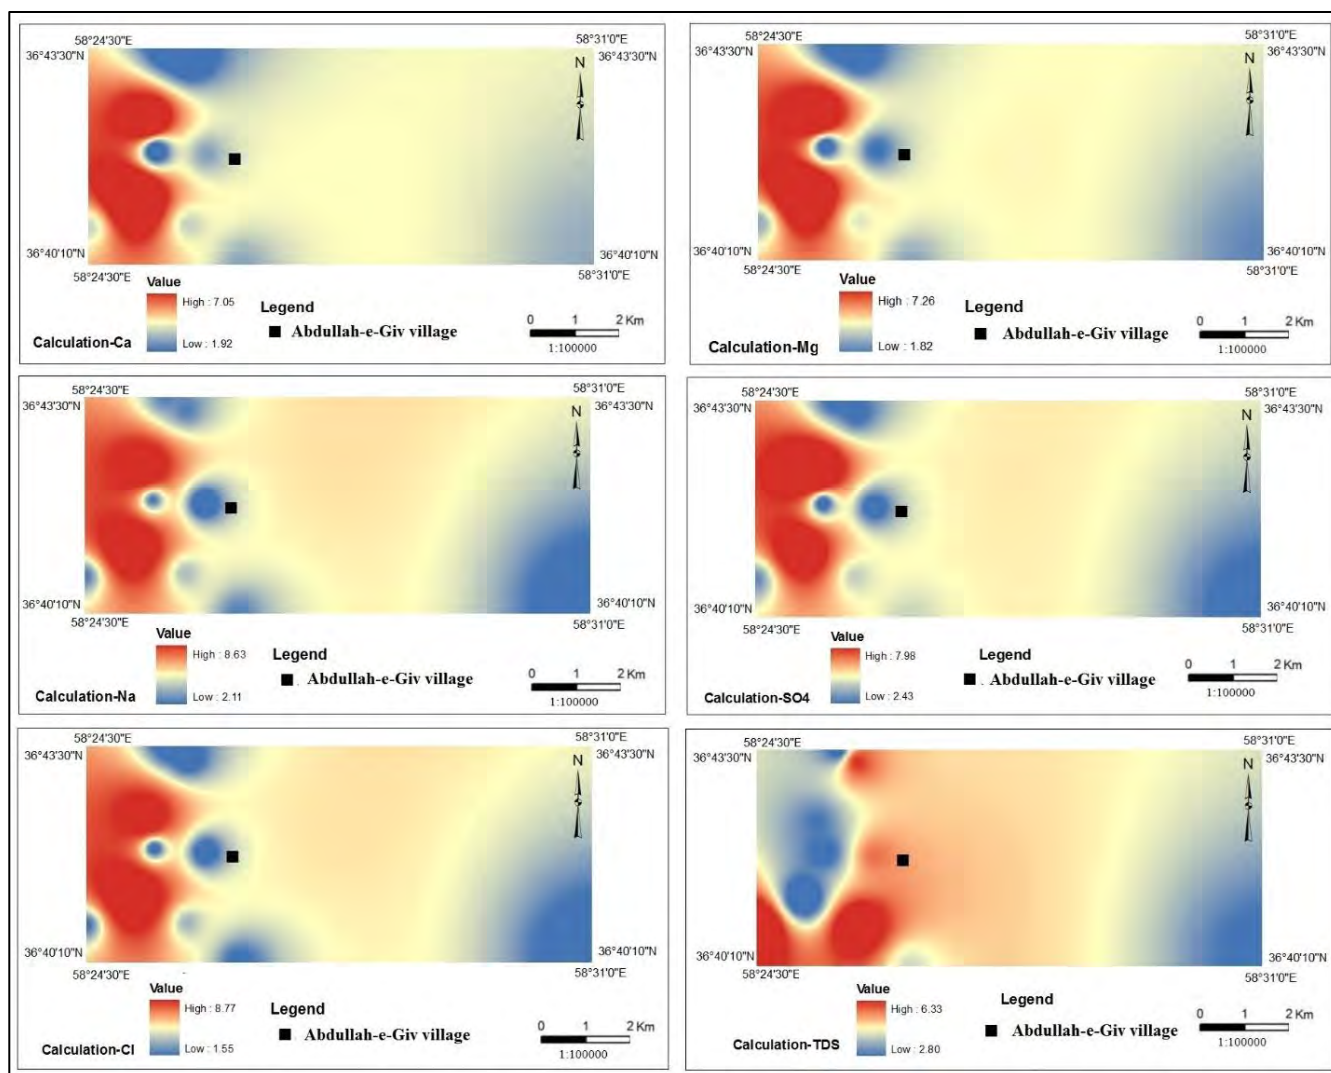 58°24'30"E
58°31'0"E
36°43'30"N
36°43'30"N
N
36°40'10"N
36°40'10"N
58°24'30"E
58°31'0"E
Value
High : 7.05
Low : 1.92
Calculation-Ca
Legend
Abdullah-e-Giv village
0 1 2 Km
1:100000
58°24'30"E
58°31'0"E
36°43'30"N
36°43'30"N
N
36°40'10"N
36°40'10"N
58°24'30"E
58°31'0"E
Value
High : 7.26
Low : 1.82
Calculation-Mg
Legend
Abdullah-e-Giv village
0 1 2 Km
1:100000
58°24'30"E
58°31'0"E
36°43'30"N
36°43'30"N
N
36°40'10"N
36°40'10"N
58°24'30"E
58°31'0"E
Value
High : 8.63
Low : 2.11
Calculation-Na
Legend
Abdullah-e-Giv village
0 1 2 Km
1:100000
58°24'30"E
58°31'0"E
36°43'30"N
36°43'30"N
N
36°40'10"N
36°40'10"N
58°24'30"E
58°31'0"E
Value
High : 7.98
Low : 2.43
Calculation-SO4
Legend
Abdullah-e-Giv village
0 1 2 Km
1:100000
58°24'30"E
58°31'0"E
36°43'30"N
36°43'30"N
N
36°40'10"N
36°40'10"N
58°24'30"E
58°31'0"E
Value
High : 8.77
Low : 1.55
Calculation-Cl
Legend
Abdullah-e-Giv village
0 1 2 Km
1:100000
58°24'30"E
58°31'0"E
36°43'30"N
36°43'30"N
N
36°40'10"N
36°40'10"N
58°24'30"E
58°31'0"E
Value
High : 6.33
Low : 2.80
Calculation-TDS
Legend
Abdullah-e-Giv village
0 1 2 Km
1:100000